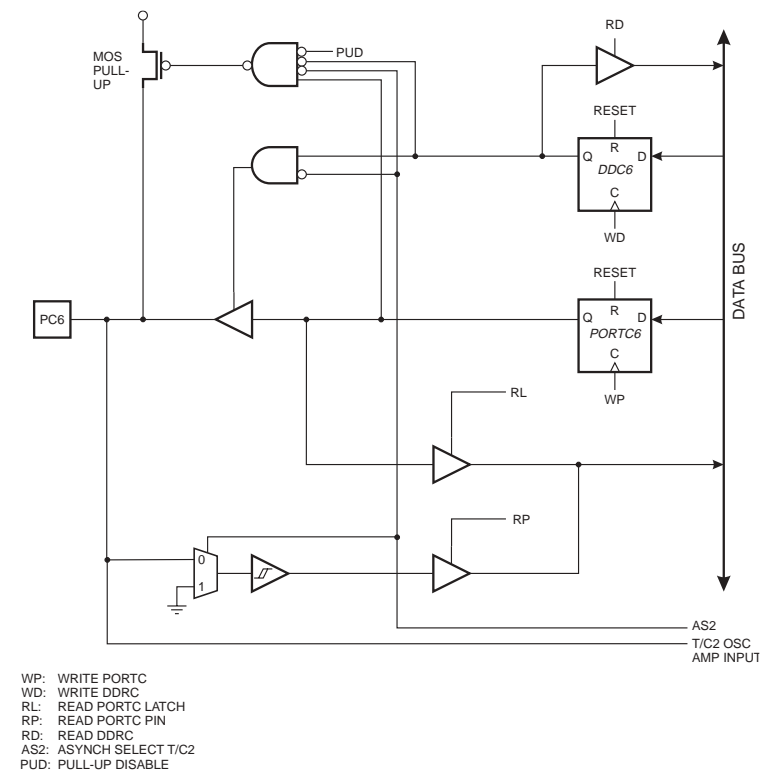 RD
PUD
MOS
PULL-
UP
RESET
R
Q
D
DDC6
C
WD
DATA BUS
RESET
R
PC6
Q
D
PORTC6
C
WP
RL
RP
0
1
AS2
T/C2 OSC
AMP INPUT
WP: WRITE PORTC
WD: WRITE DDRC
RL: READ PORTC LATCH
RP: READ PORTC PIN
RD: READ DDRC
AS2: ASYNCH SELECT T/C2
PUD: PULL-UP DISABLE